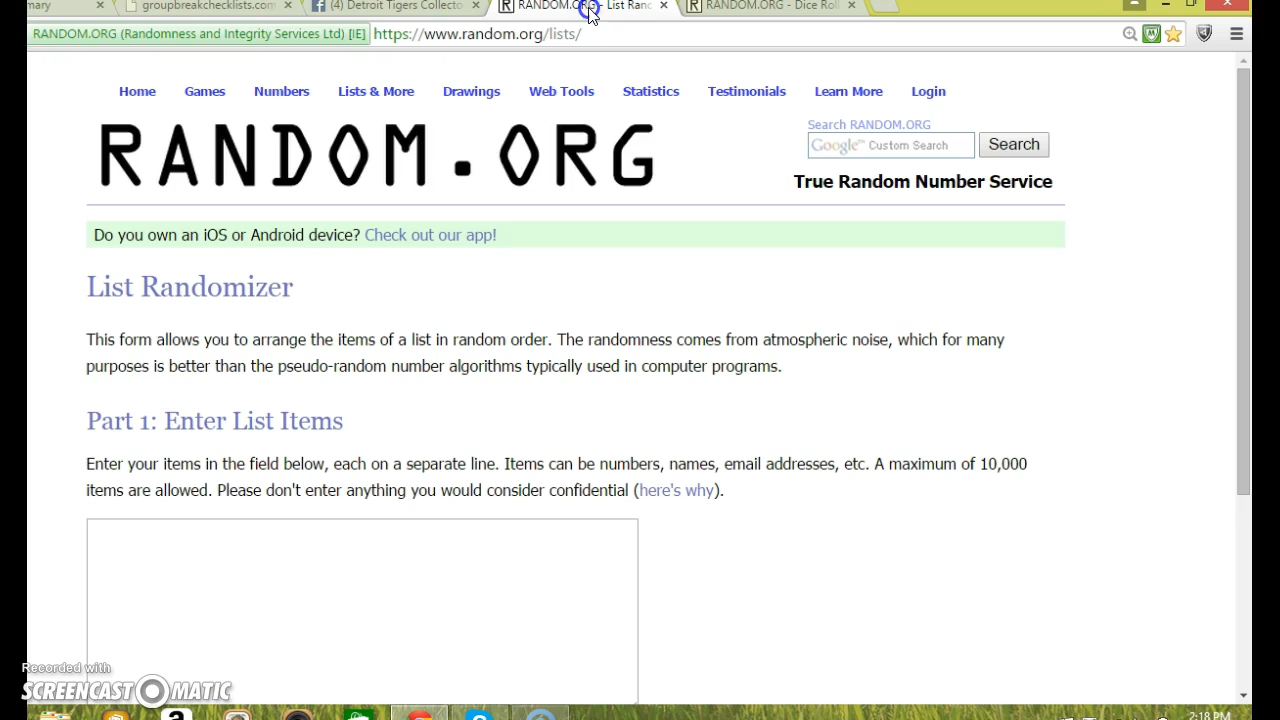 mary
groupbreakchecklists.com
(4) Detroit Tigers Collecto
RANDOM.ORG - List Ranc
RANDOM.ORG - Dice Roll
RANDOM.ORG (Randomness and Integrity Services Ltd) [IE]
https://www.random.org/lists/
Home Games Numbers Lists & More Drawings Web Tools Statistics Testimonials Learn More Login
RANDOM.ORG
Search RANDOM.ORG
Google™ Custom Search
Search
True Random Number Service
Do you own an iOS or Android device? Check out our app!
List Randomizer
This form allows you to arrange the items of a list in random order. The randomness comes from atmospheric noise, which for many
purposes is better than the pseudo-random number algorithms typically used in computer programs.
Part 1: Enter List Items
Enter your items in the field below, each on a separate line. Items can be numbers, names, email addresses, etc. A maximum of 10,000
items are allowed. Please don't enter anything you would consider confidential (here's why).
Recorded with
SCREENCAST MATIC
2:18 PM